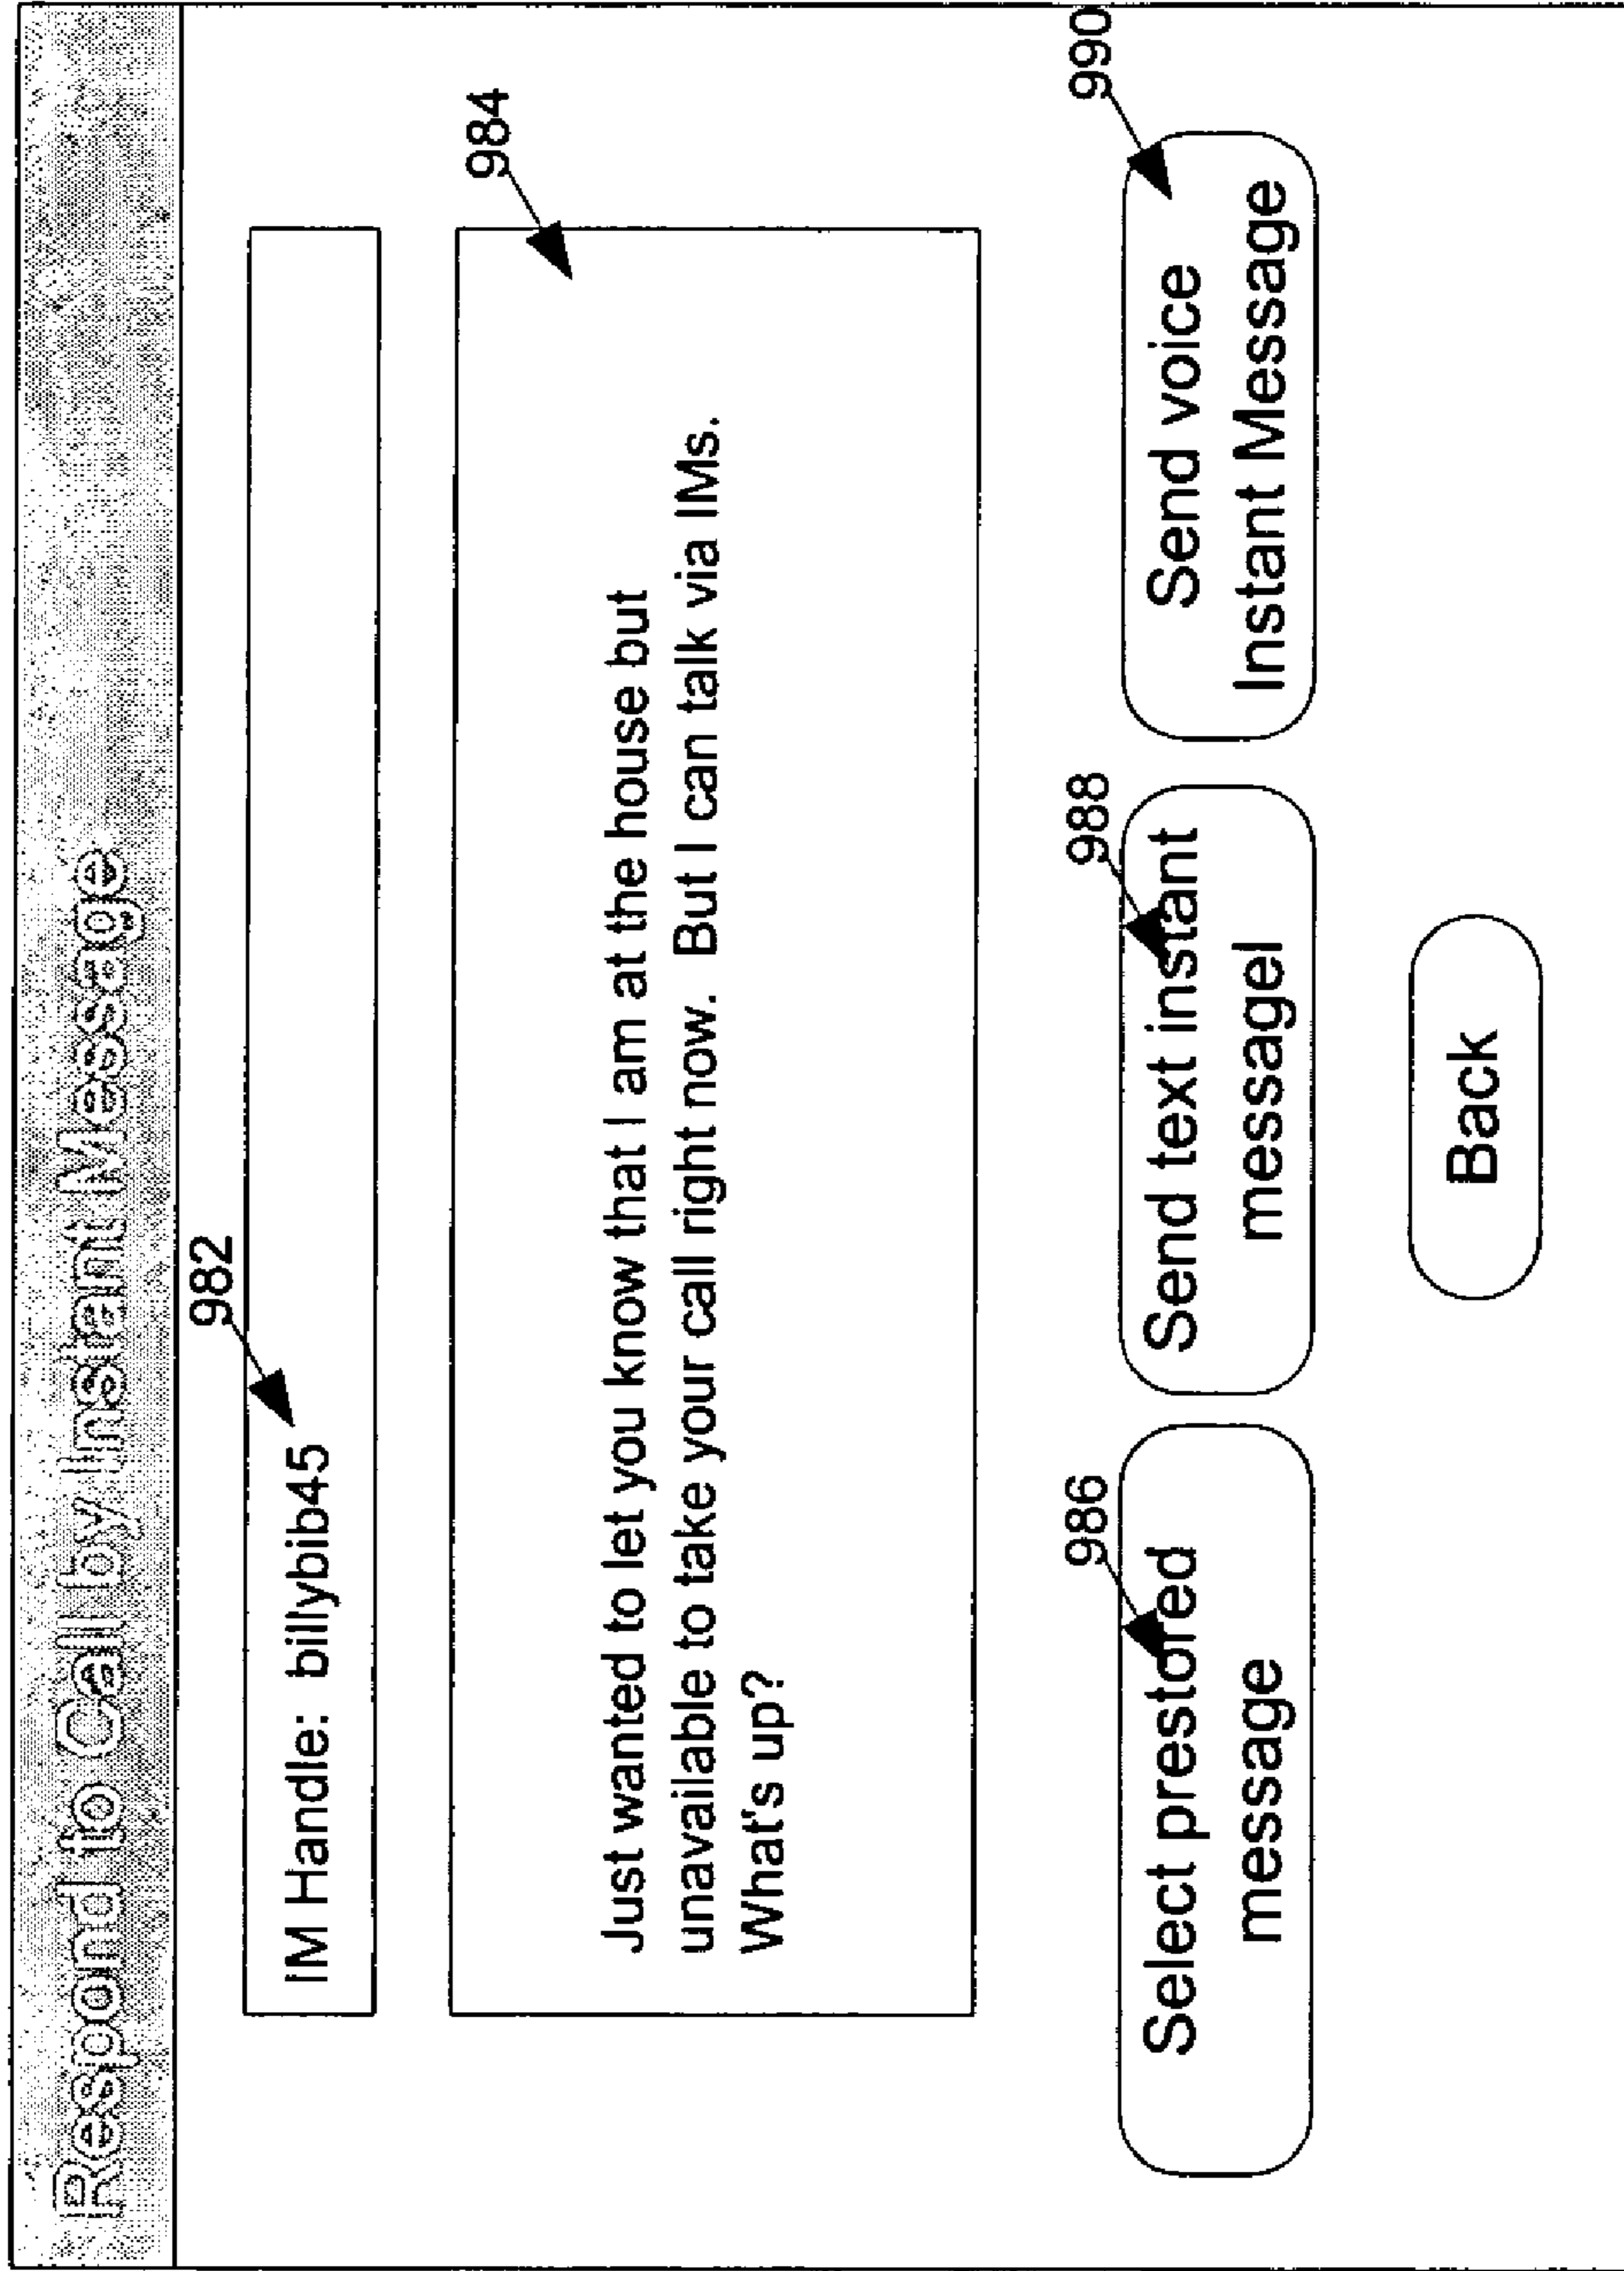 Respond to Call by Instant Message
982
IM Handle: billybib45
984
Just wanted to let you know that I am at the house but
unavailable to take your call right now. But I can talk via IMs.
What's up?
986
Select prestored
message
988
Send text instant
messagel
990
Send voice
Instant Message
Back